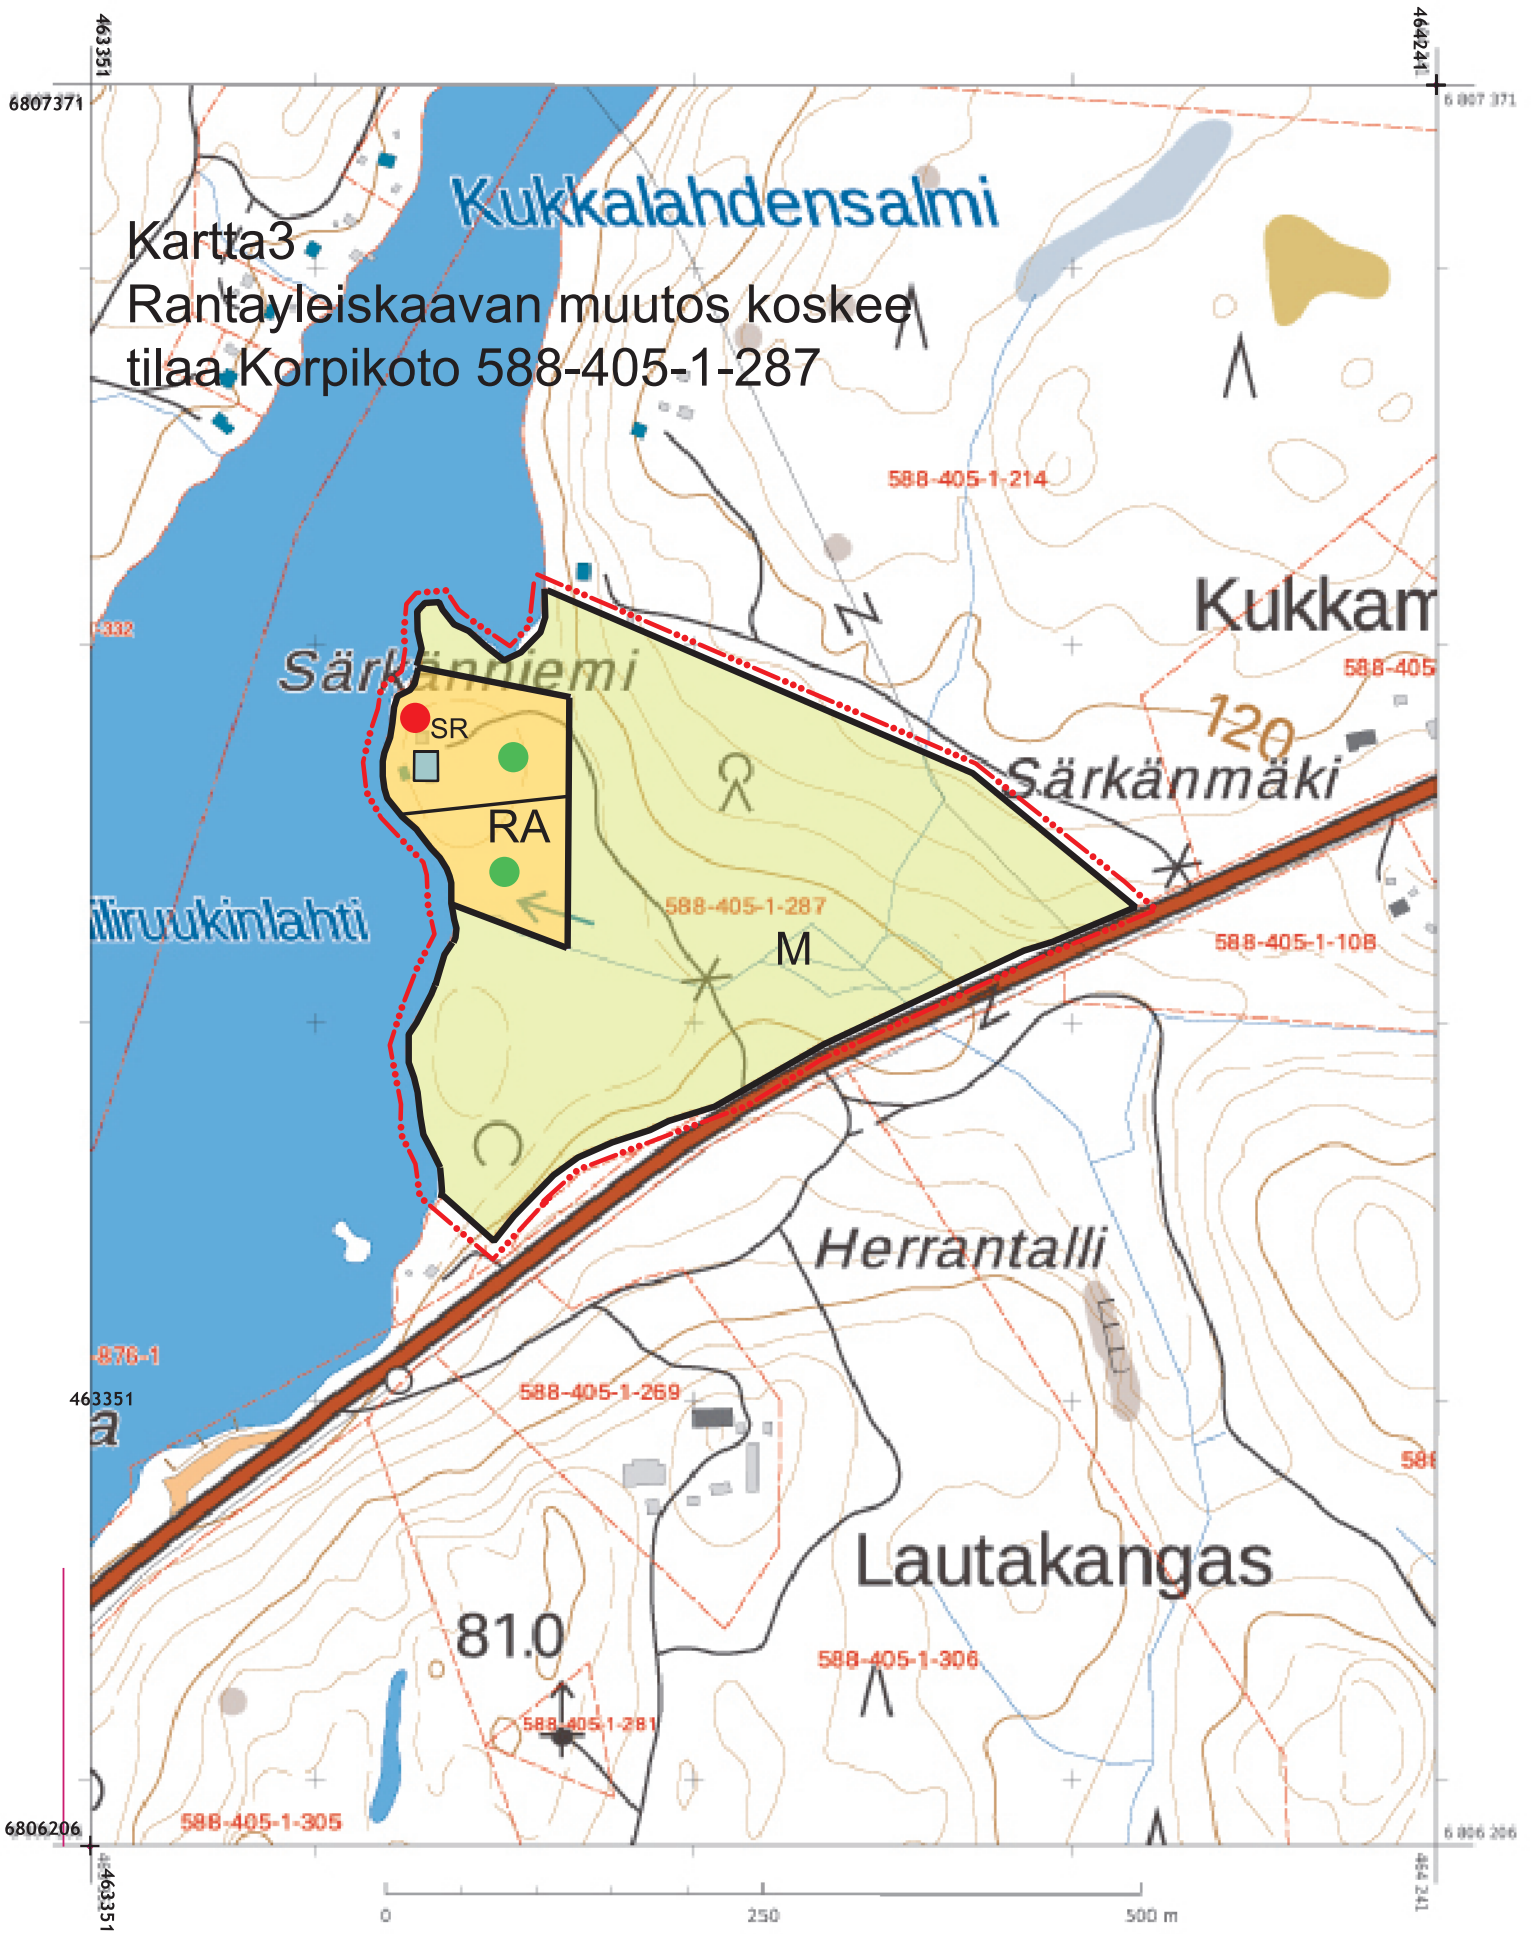 463351
464241
6807371
6 807 371
Kukkalahdensalmi
Kartta3
Rantayleiskaavan muutos koskee
tilaa Korpikoto 588-405-1-287
588-405-1-214
Kukkam
-332
588-405
Särkänniemi
120
SR
Särkänmäki
RA
588-405-1-287
iliruukinlahti
M
588-405-1-108
Herrantalli
-876-1
463351
588-405-1-269
a
588
Lautakangas
81.0
588-405-1-306
588-405-1-281
588-405-1-305
6806206
6 806 206
463351
464 241
0
250
500 m